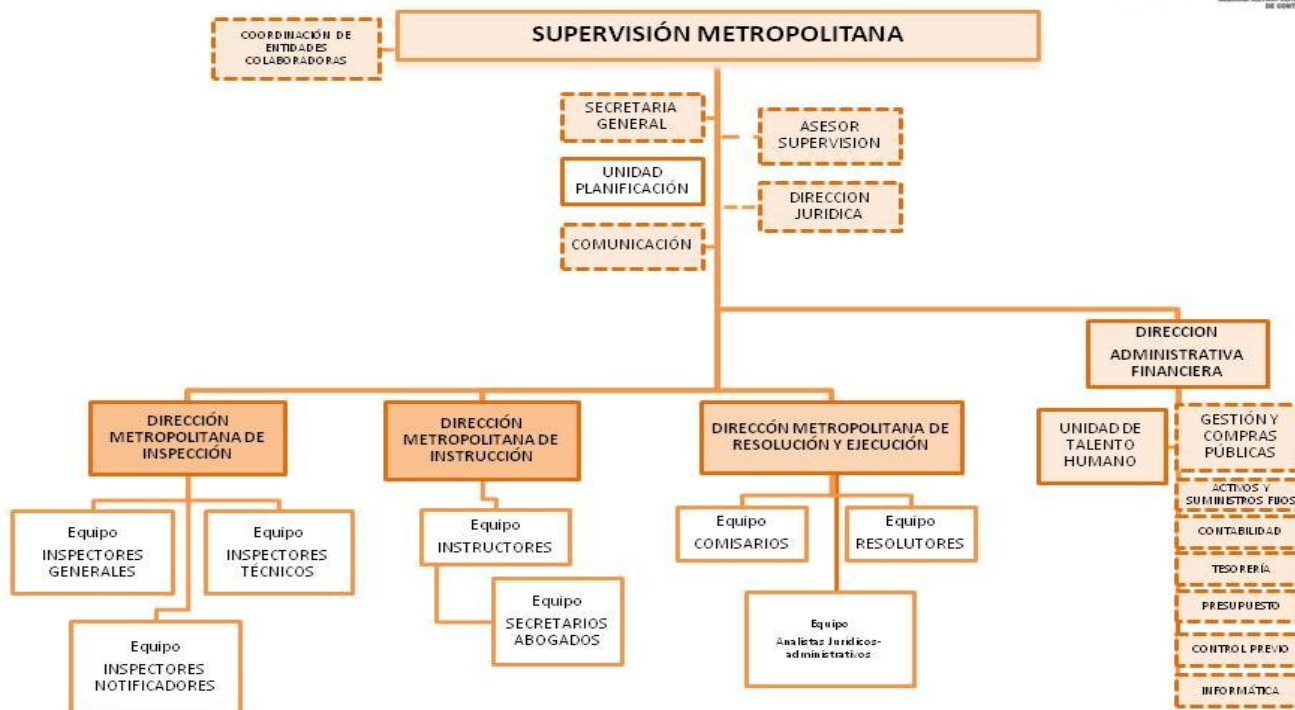 DE CONT
COORDINACIÓN DE
ENTIDADES
COLABORADORAS
SUPERVISIÓN METROPOLITANA
SECRETARIA
GENERAL
ASESOR
SUPERVISION
UNIDAD
PLANIFICACIÓN
DIRECCION
JURIDICA
COMUNICACIÓN
DIRECCION
ADMINISTRATIVA
FINANCIERA
DIRECCIÓN
METROPOLITANA DE
INSPECCIÓN
DIRECCIÓN
METROPOLITANA DE
INSTRUCCIÓN
DIRECCÓN METROPOLITANA DE
RESOLUCIÓN Y EJECUCIÓN
UNIDAD DE
TALENTO
HUMANO
GESTIÓN Y
COMPRAS
PÚBLICAS
ACTIVOS Y
SUMINISTROS FIJOS
CONTABILIDAD
TESORERÍA
PRESUPUESTO
CONTROL PREVIO
INFORMÁTICA
Equipo
INSPECTORES
GENERALES
Equipo
INSPECTORES
TÉCNICOS
Equipo
INSPECTORES
NOTIFICADORES
Equipo
INSTRUCTORES
Equipo
SECRETARIOS
ABOGADOS
Equipo
COMISARIOS
Equipo
RESOLUTORES
Equipo
Analistas Juridicos-
administrativos